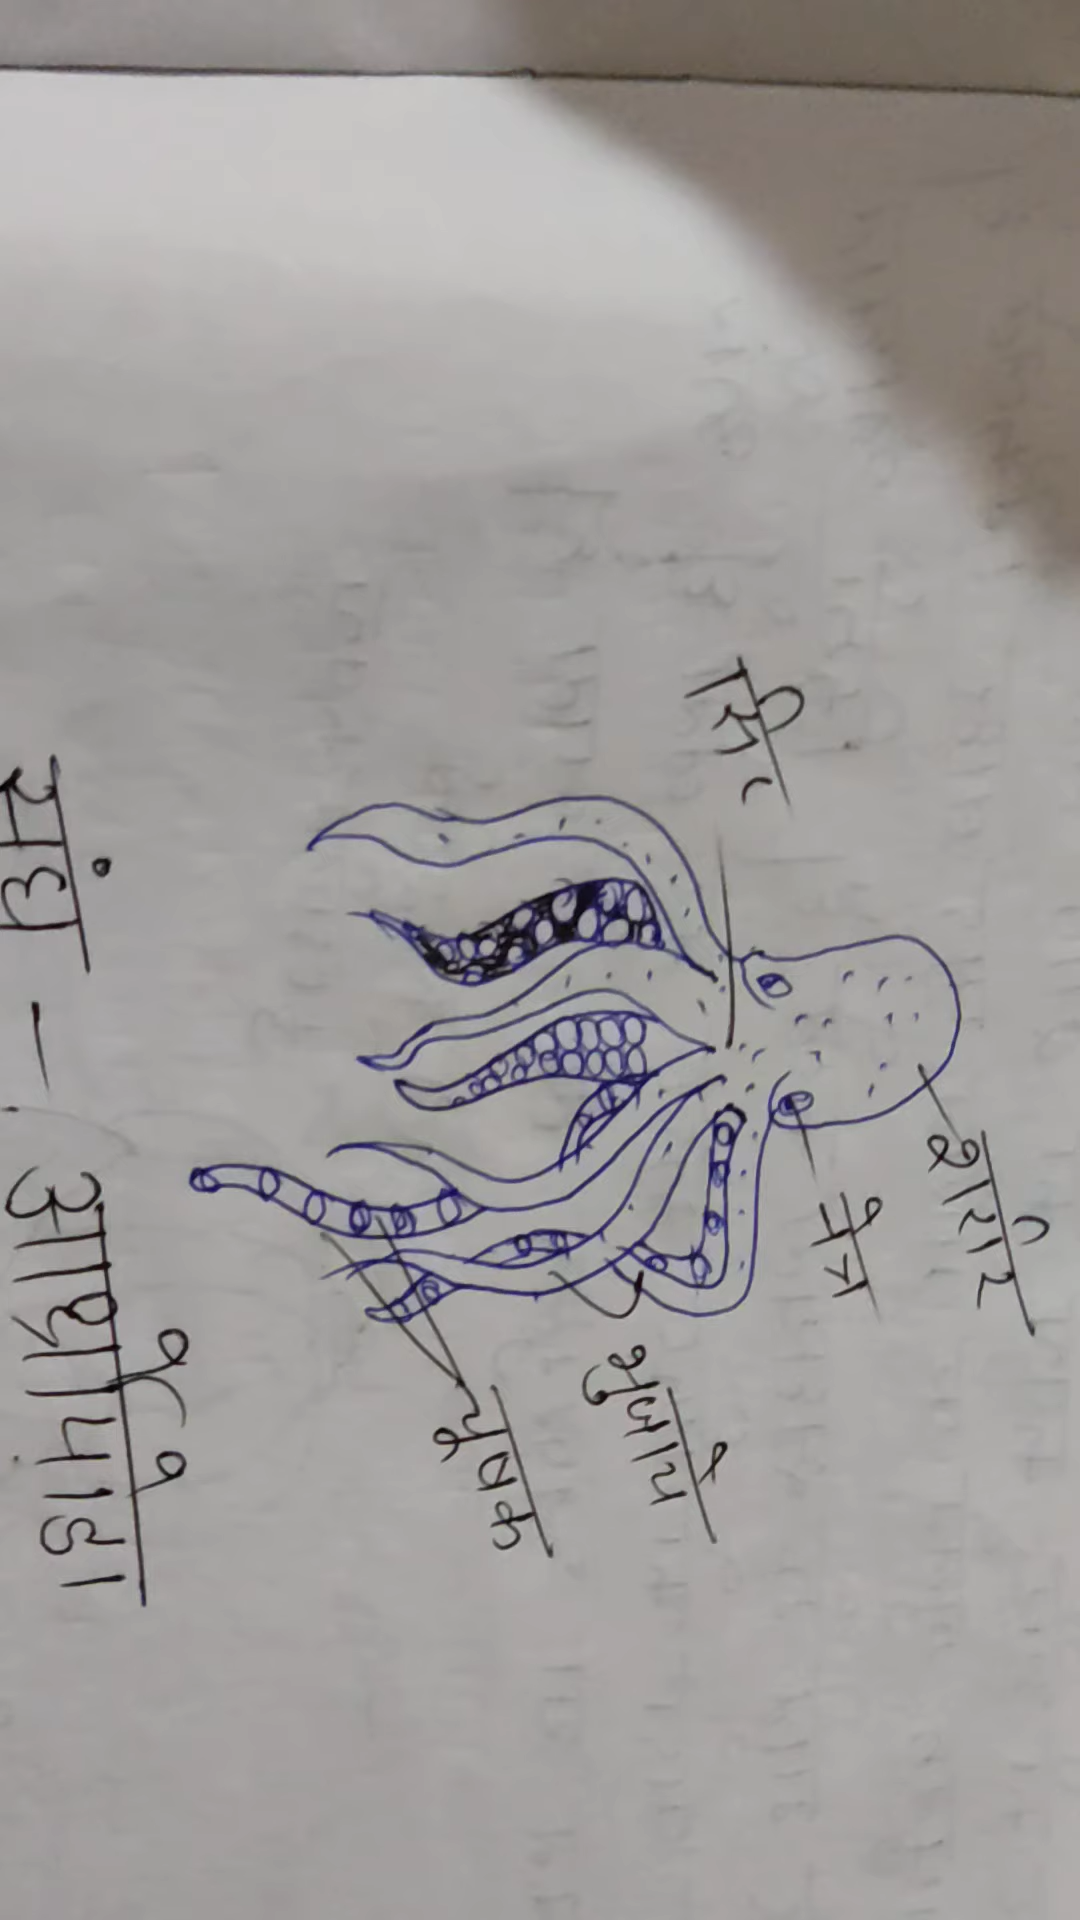 शरीर
नेत्र
सिर
भुजाये
चूषक
संघ — आर्थोपोडा